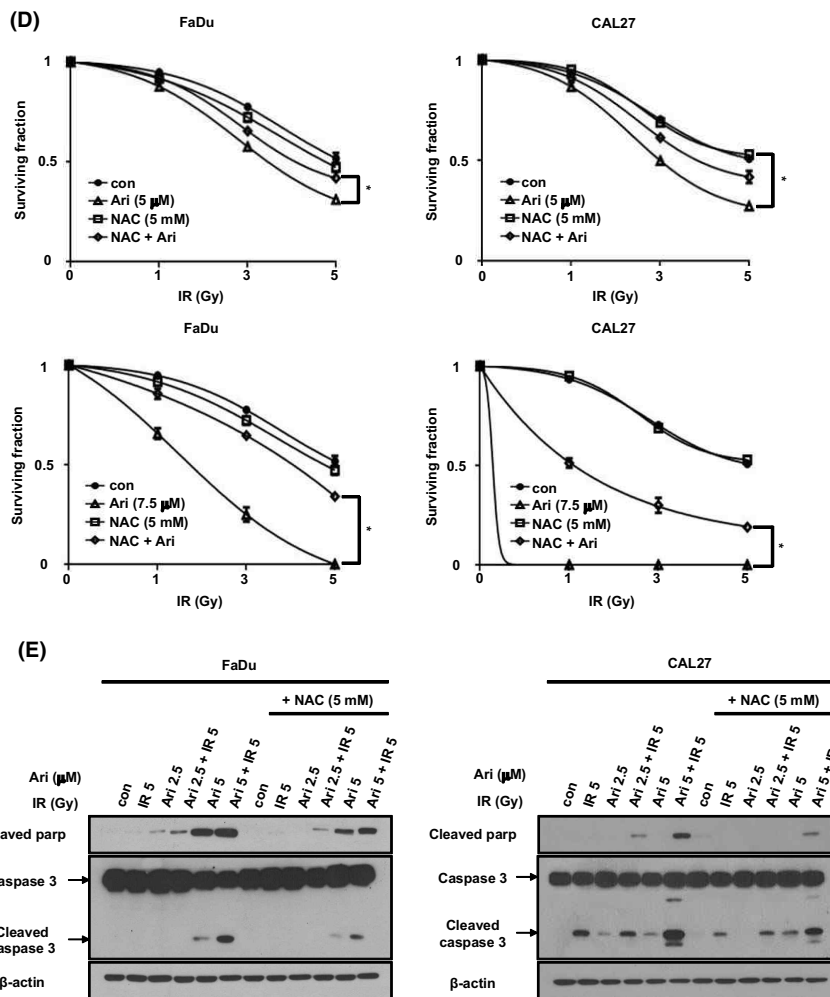 (D)
FaDu
1
0.5
0
Surviving fraction
con
Ari (5 μM)
NAC (5 mM)
NAC + Ari
*
0
1
3
5
IR (Gy)
CAL27
1
0.5
0
Surviving fraction
con
Ari (5 μM)
NAC (5 mM)
NAC + Ari
*
0
1
3
5
IR (Gy)
FaDu
1
0.5
0
Surviving fraction
con
Ari (7.5 μM)
NAC (5 mM)
NAC + Ari
*
0
1
3
5
IR (Gy)
CAL27
1
0.5
0
Surviving fraction
con
Ari (7.5 μM)
NAC (5 mM)
NAC + Ari
*
0
1
3
5
IR (Gy)
(E)
FaDu
+ NAC (5 mM)
Ari (μM)
IR (Gy)
con
IR 5
Ari 2.5
Ari 2.5 + IR 5
Ari 5
Ari 5 + IR 5
con
IR 5
Ari 2.5
Ari 2.5 + IR 5
Ari 5
Ari 5 + IR 5
aved parp
aspase 3
Cleaved
aspase 3
β-actin
CAL27
+ NAC (5 mM)
Ari (μM)
IR (Gy)
con
IR 5
Ari 2.5
Ari 2.5 + IR 5
Ari 5
Ari 5 + IR 5
con
IR 5
Ari 2.5
Ari 2.5 + IR 5
Ari 5
Ari 5 + IR 5
Cleaved parp
Caspase 3
Cleaved
caspase 3
β-actin